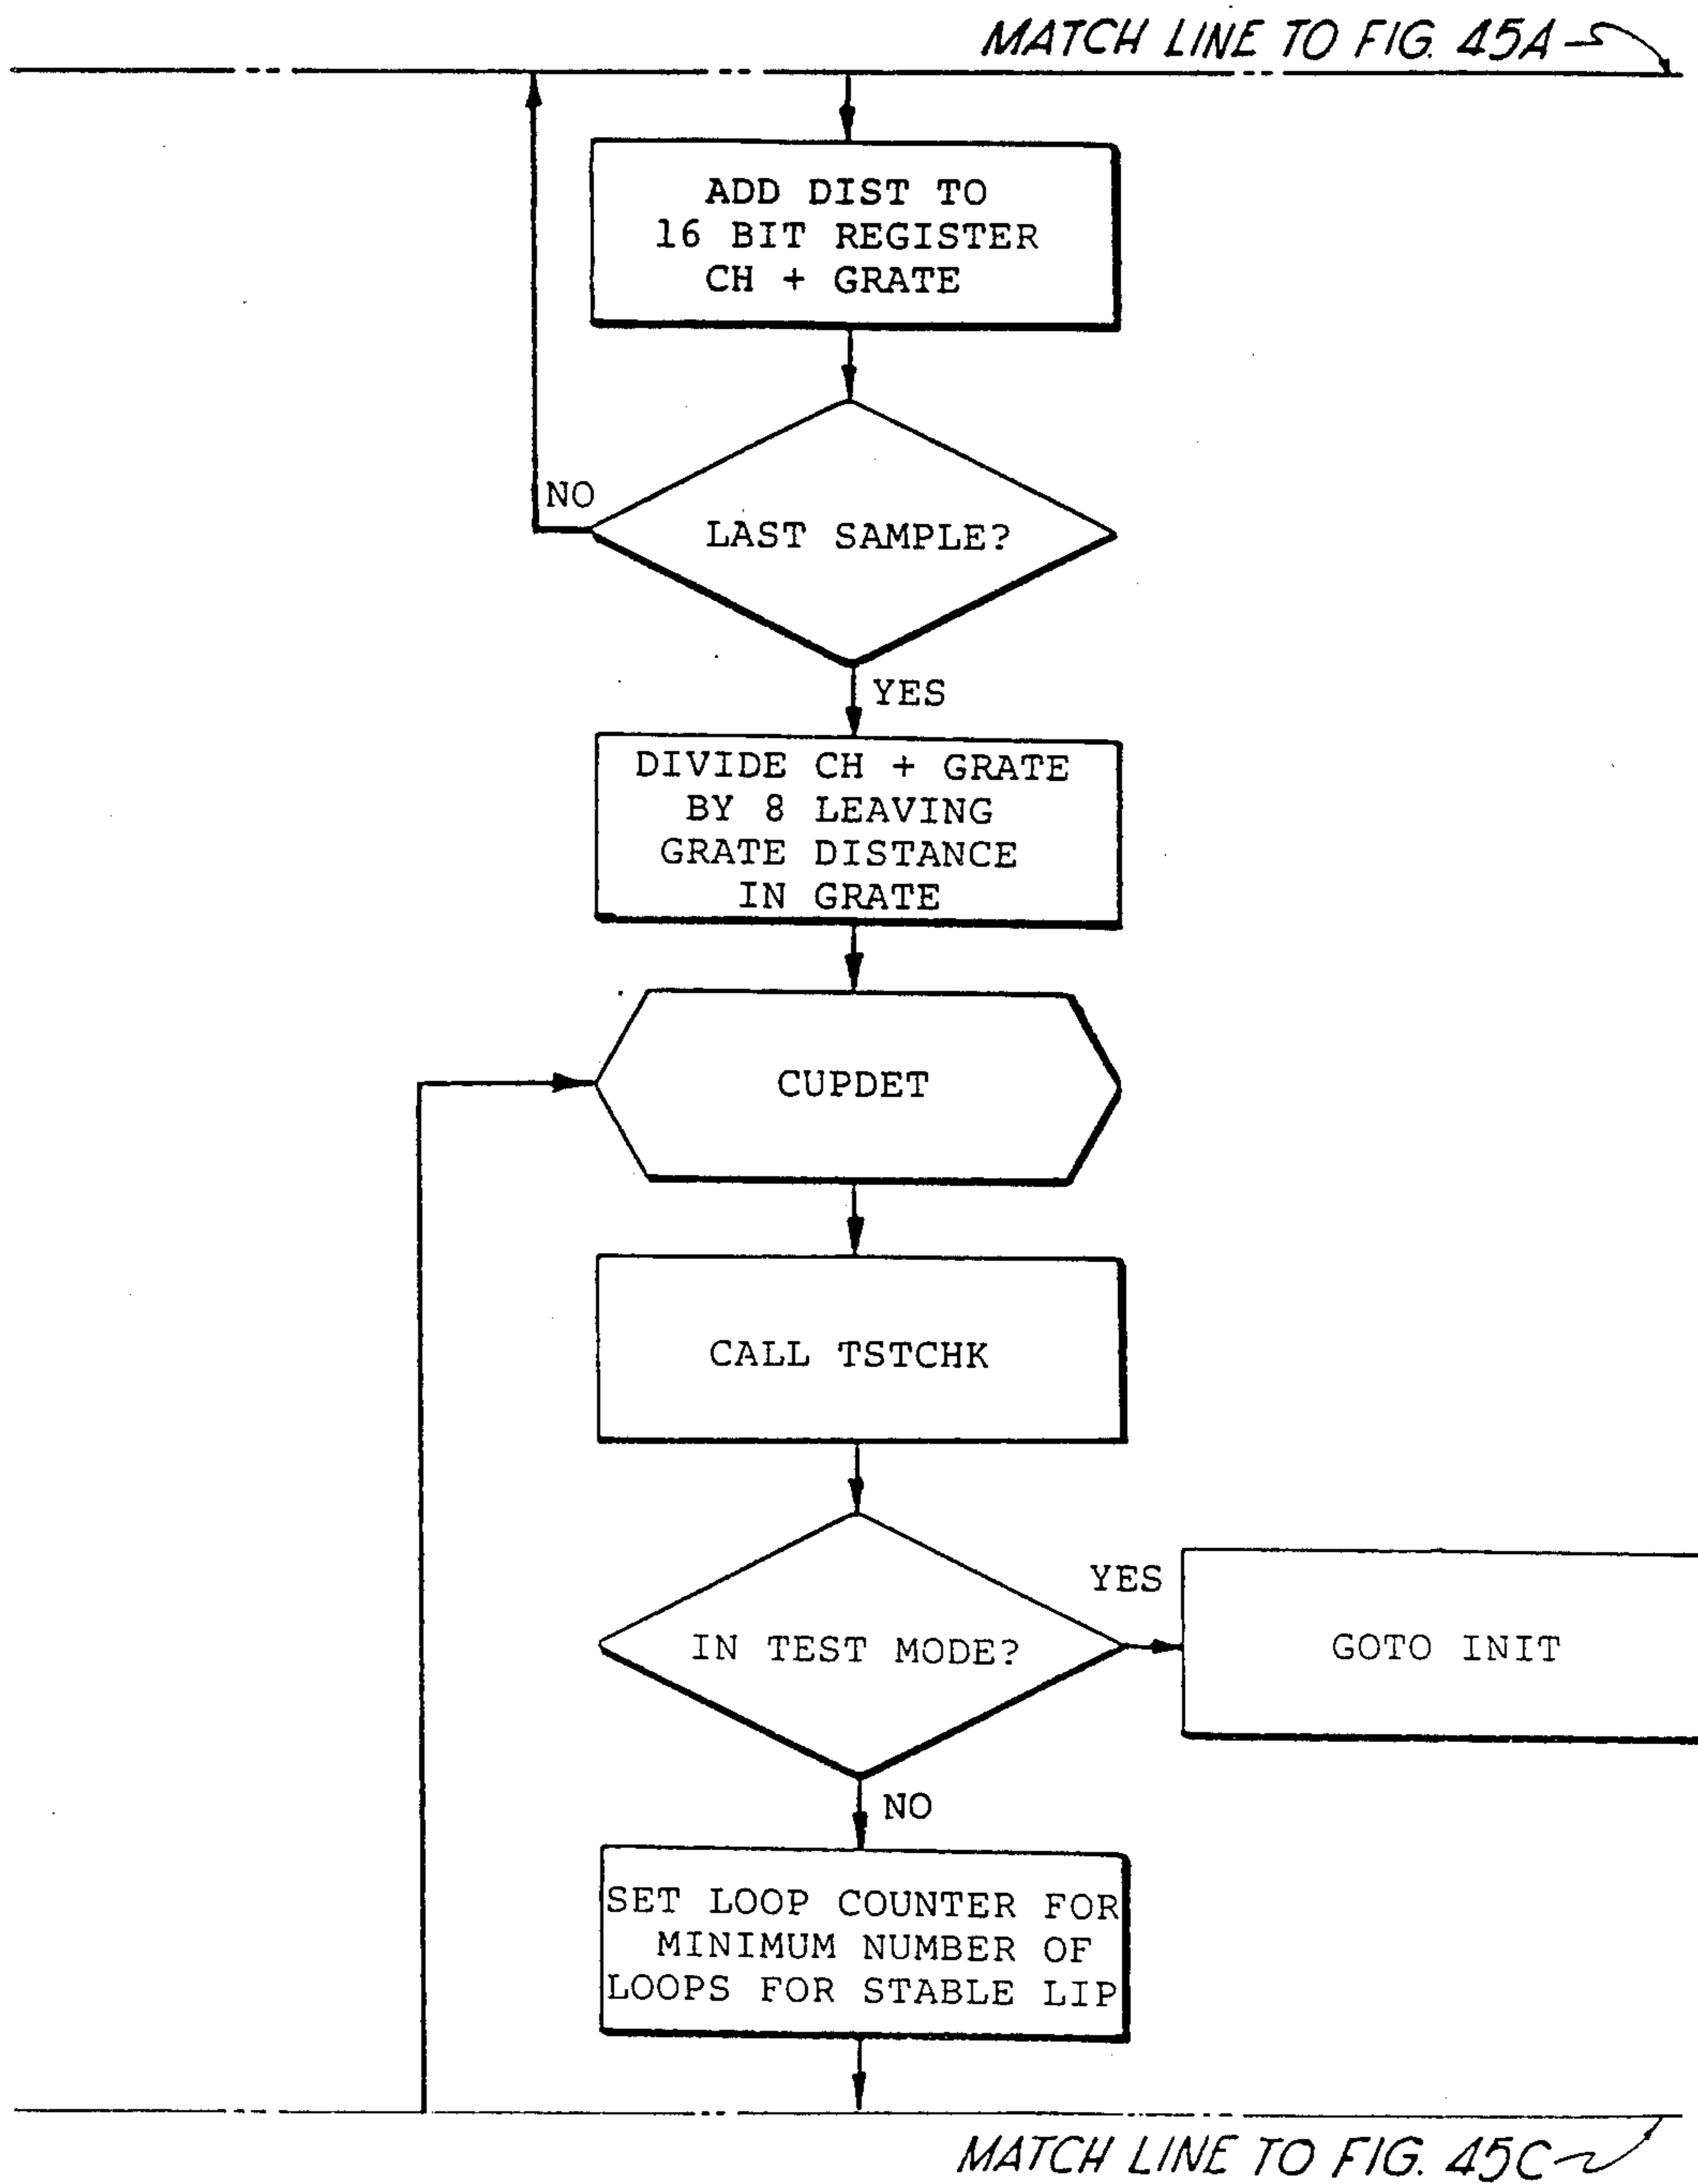 MATCH LINE TO FIG. 45A
ADD DIST TO
16 BIT REGISTER
CH + GRATE
NO
LAST SAMPLE?
YES
DIVIDE CH + GRATE
BY 8 LEAVING
GRATE DISTANCE
IN GRATE
CUPDET
CALL TSTCHK
YES
IN TEST MODE?
GOTO INIT
NO
SET LOOP COUNTER FOR
MINIMUM NUMBER OF
LOOPS FOR STABLE LIP
MATCH LINE TO FIG. 45C